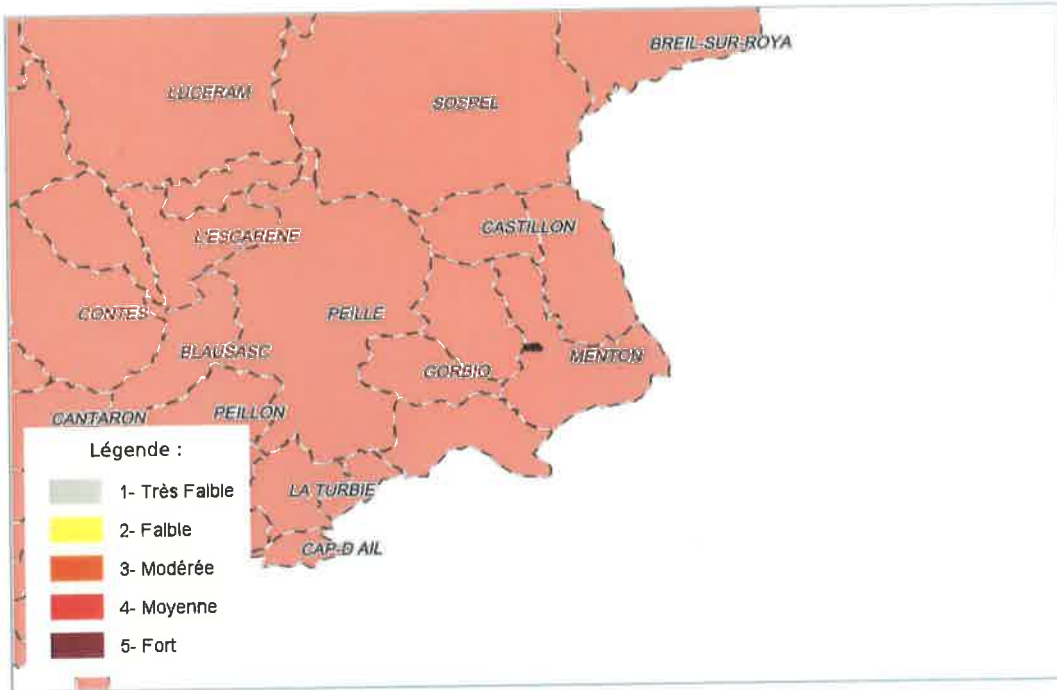 BREIL-SUR-ROYA
LUCERAM
SOSPEL
CASTILLON
L'ESCARENE
CONTES
PEILLE
BLAUSASC
MENTON
GORBIO
CANTARON
PEILLON
Légende :
LA TURBIE
1- Très Faible
2- Faible
CAP-D AIL
3- Modérée
4- Moyenne
5- Fort